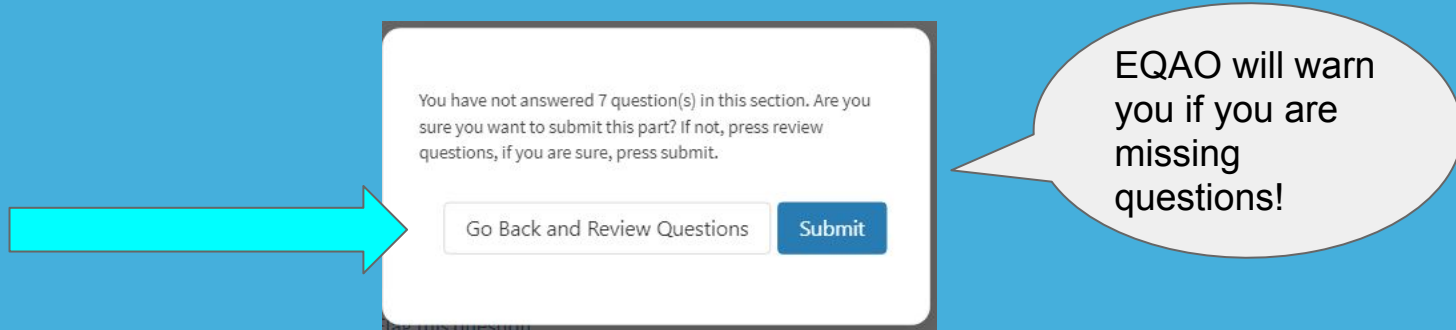 You have not answered 7 question(s) in this section. Are you
sure you want to submit this part? If not, press review
questions, if you are sure, press submit.
Go Back and Review Questions
Submit
EQAO will warn
you if you are
missing
questions!